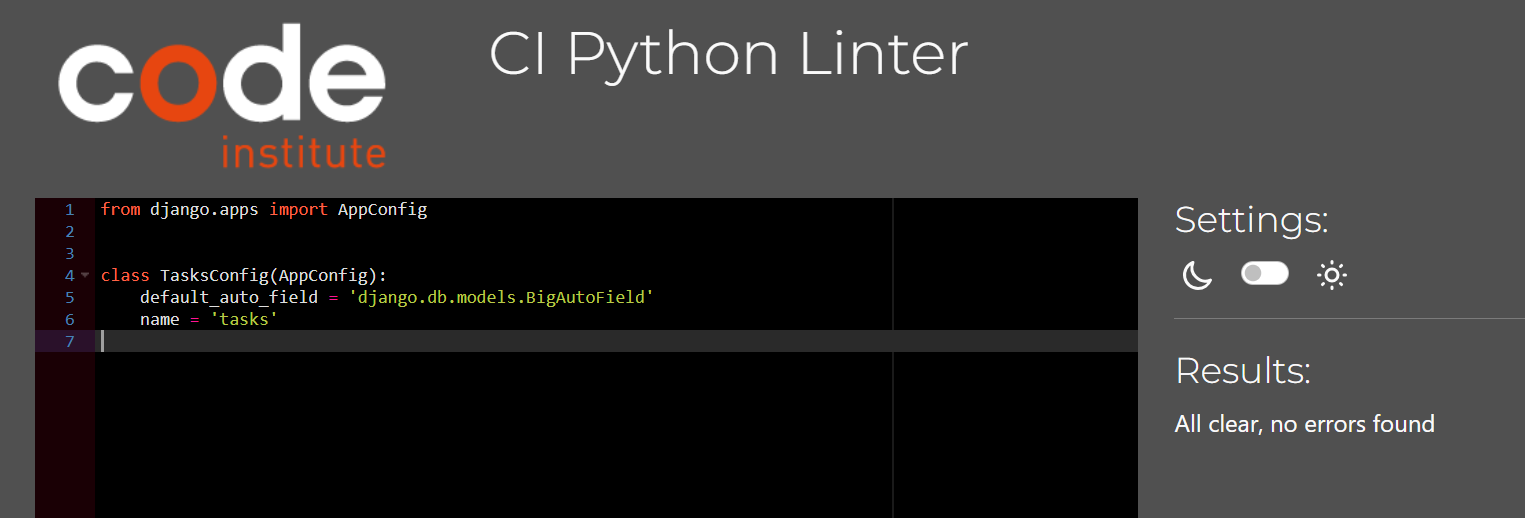 code
institute
CI Python Linter
1 from django.apps import AppConfig
2
3
4 class TasksConfig(AppConfig):
5     default_auto_field = 'django.db.models.BigAutoField'
6     name = 'tasks'
7
Settings:
Results:
All clear, no errors found